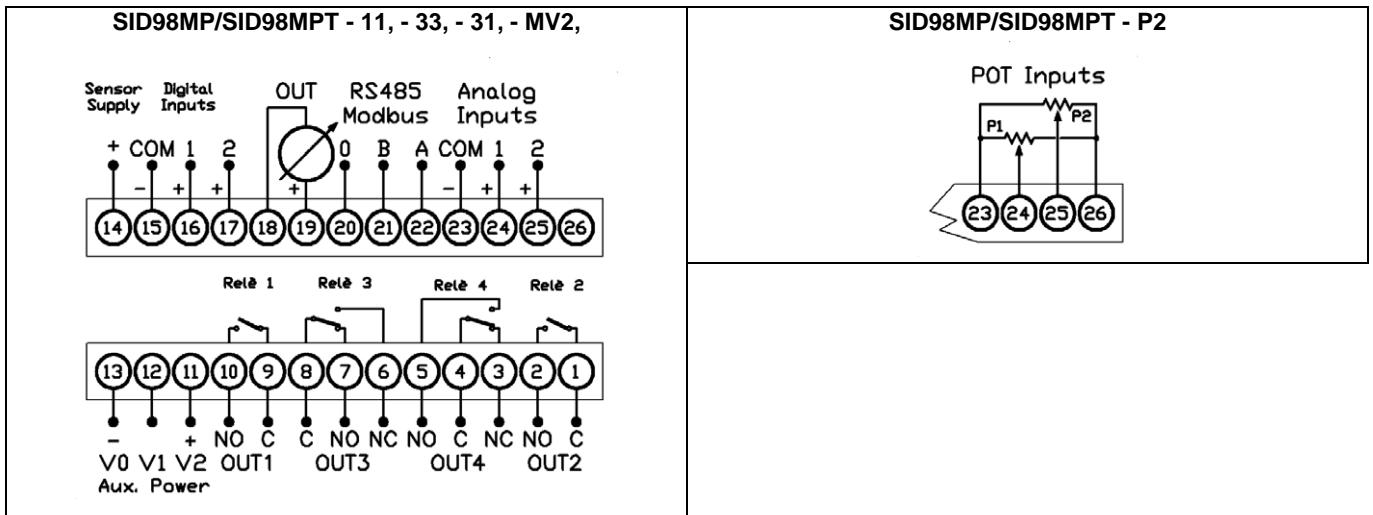 SID98MP/SID98MPT - 11, - 33, - 31, - MV2,
Sensor Supply Digital Inputs OUT RS485 Modbus Analog Inputs
+ COM 1 2 0 B A COM 1 2
- + + + - + +
14 15 16 17 18 19 20 21 22 23 24 25 26
Relè 1 Relè 3 Relè 4 Relè 2
13 12 11 10 9 8 7 6 5 4 3 2 1
- + NO C C NO NC NO C NC NO C
V0 V1 V2 OUT1 OUT3 OUT4 OUT2
Aux. Power
SID98MP/SID98MPT - P2
POT Inputs
P2
P1
23 24 25 26